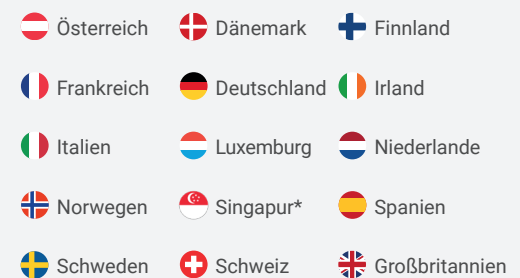 Österreich Dänemark Finnland
Frankreich Deutschland Irland
Italien Luxemburg Niederlande
Norwegen Singapur* Spanien
Schweden Schweiz Großbritannien